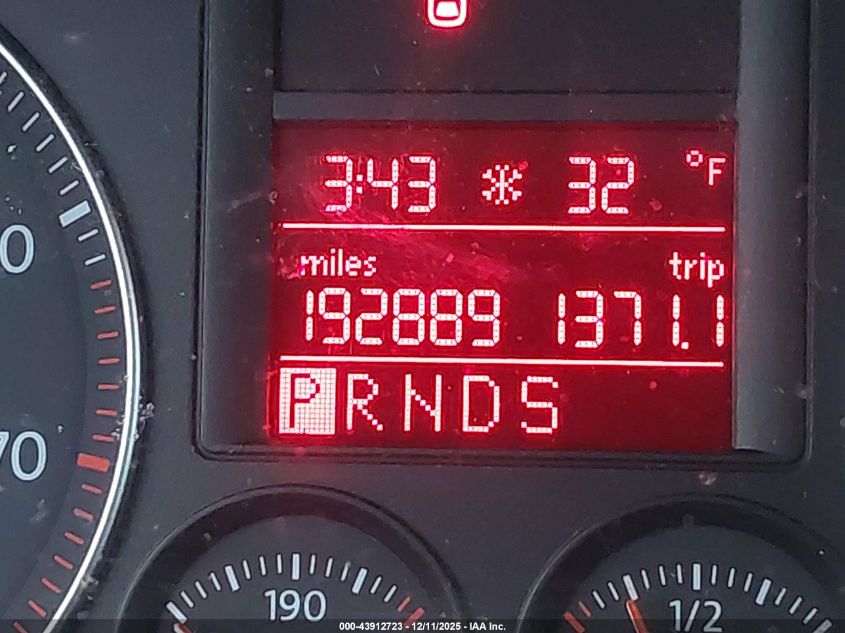 3:43 32 °F
miles trip
192889 1371.1
P R N D S
0
70
190
1/2
000-43912723 - 12/11/2025 - IAA Inc.